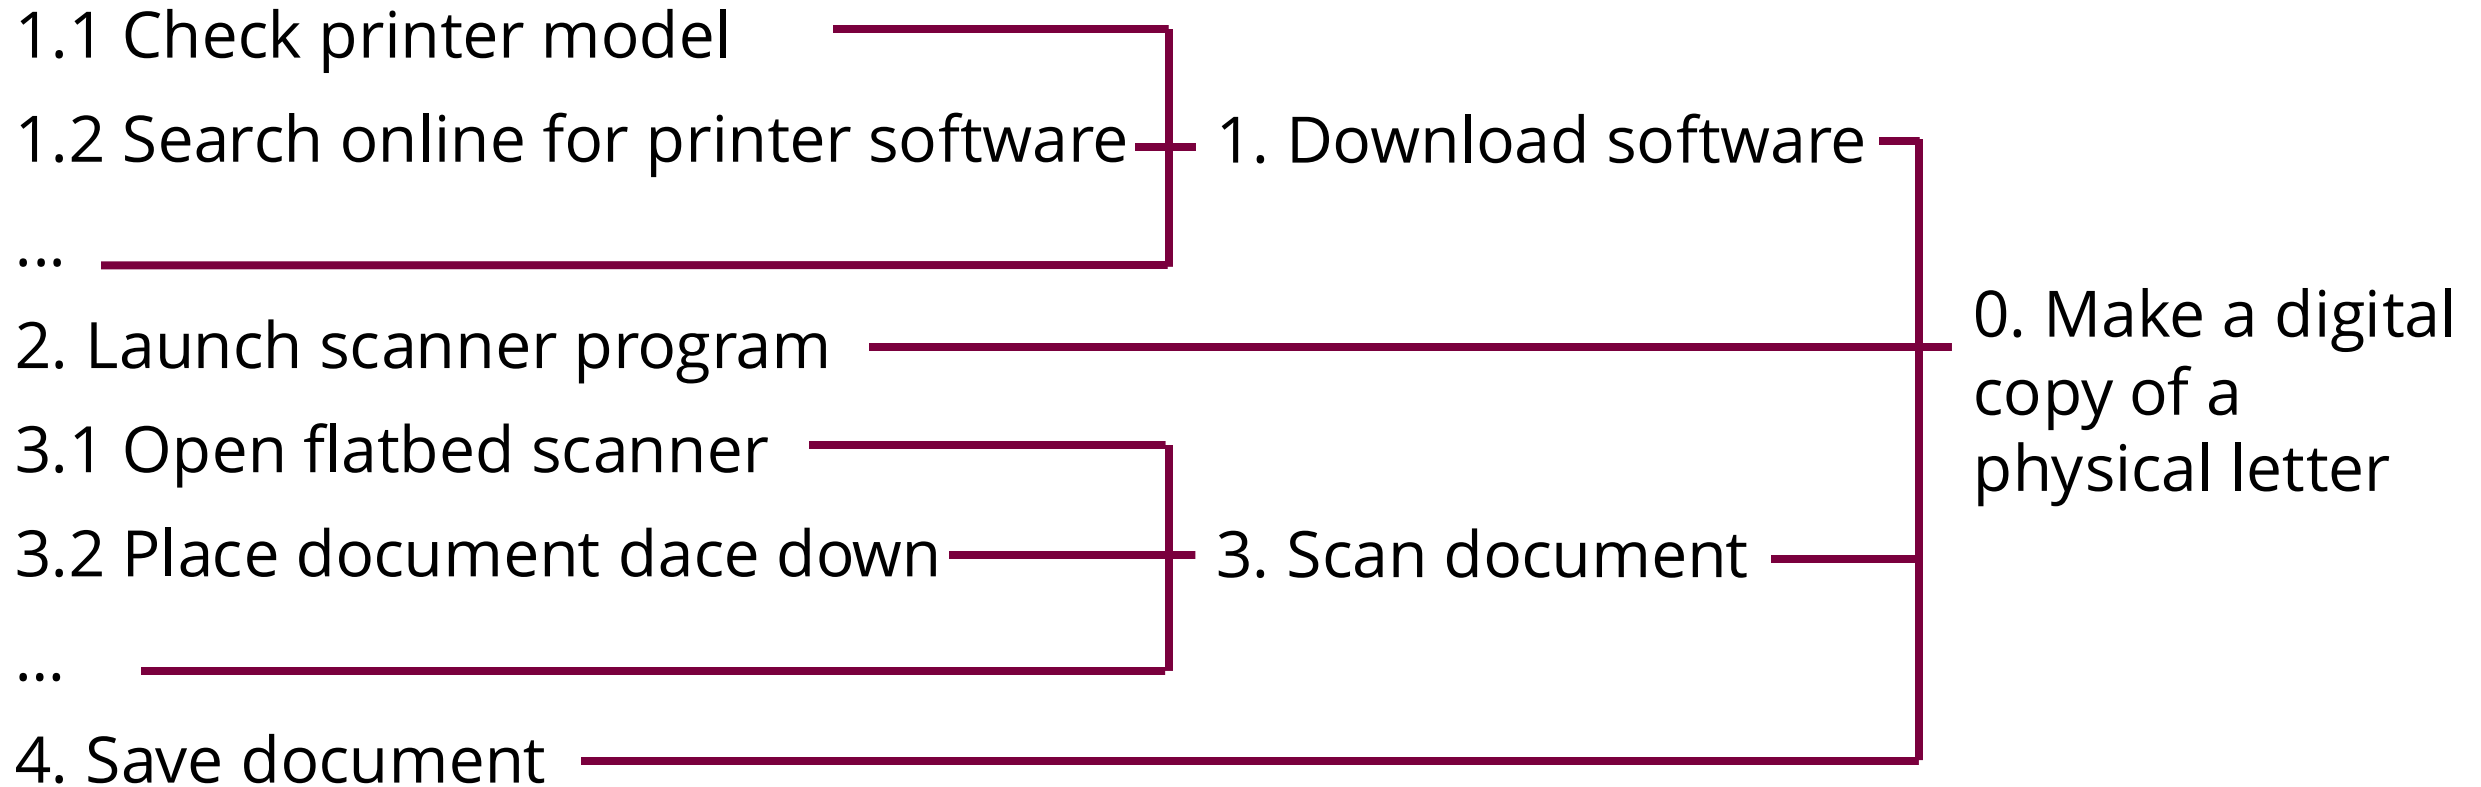 1.1 Check printer model
1.2 Search online for printer software
1. Download software
...
2. Launch scanner program
0. Make a digital
copy of a
physical letter
3.1 Open flatbed scanner
3.2 Place document dace down
3. Scan document
...
4. Save document